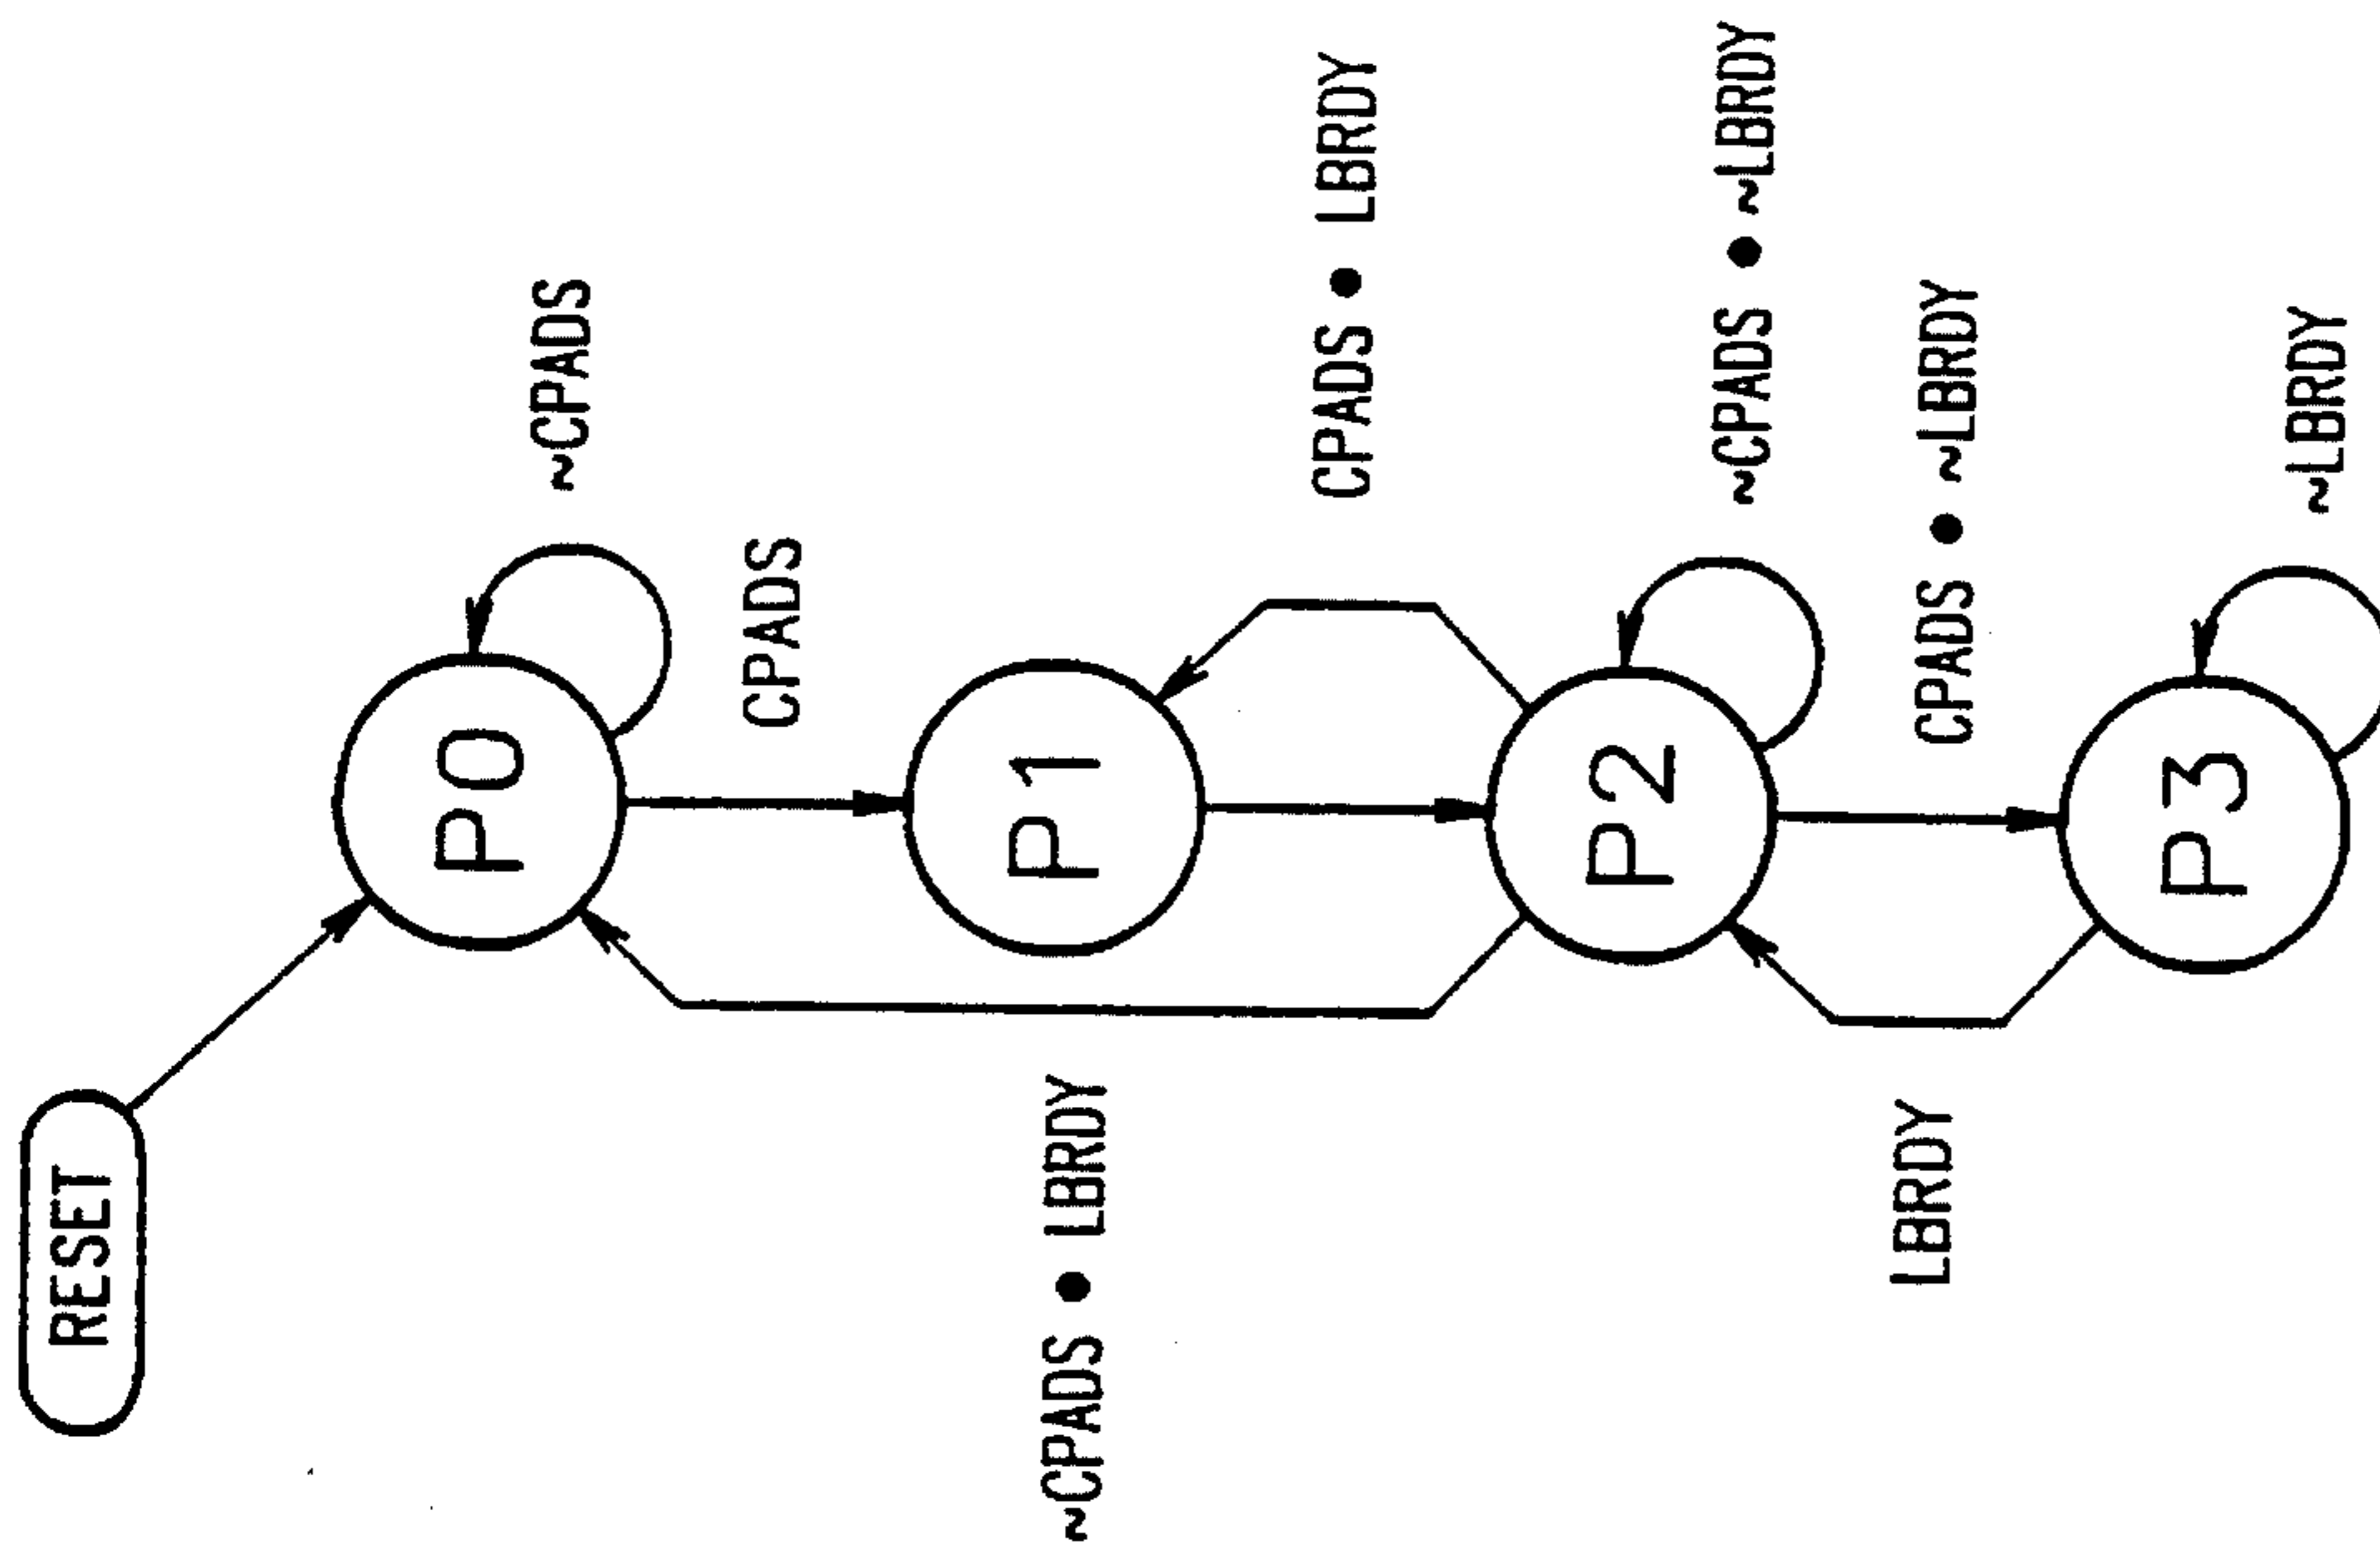 RESET
P0
~CPADS
CPADS
P1
CPADS • LBRDY
~CPADS • LBRDY
P2
~CPADS • ~LBRDY
CPADS • ~LBRDY
LBRDY
P3
~LBRDY